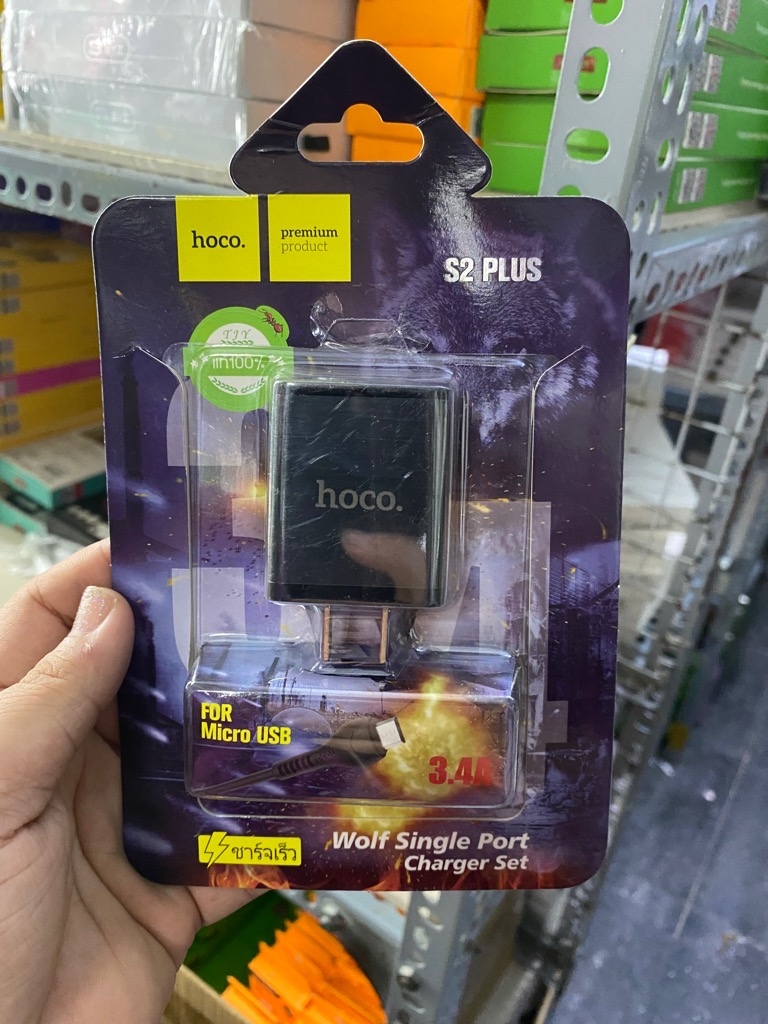 hoco.
premium
product
S2 PLUS
TJY
แท้100%
hoco.
FOR
Micro USB
3.4A
ชาร์จเร็ว
Wolf Single Port
Charger Set